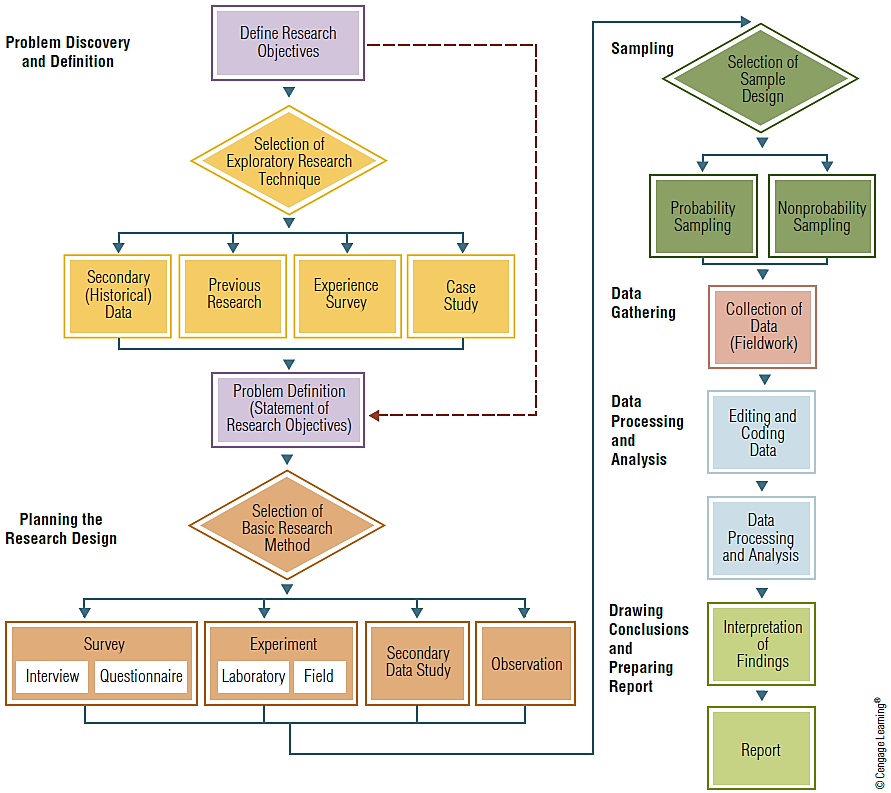 Problem Discovery
and Definition
Define Research
Objectives
Selection of
Exploratory Research
Technique
Secondary
(Historical)
Data
Previous
Research
Experience
Survey
Case
Study
Problem Definition
(Statement of
Research Objectives)
Planning the
Research Design
Selection of
Basic Research
Method
Survey
Interview
Questionnaire
Experiment
Laboratory
Field
Secondary
Data Study
Observation
Sampling
Selection of
Sample
Design
Probability
Sampling
Nonprobability
Sampling
Data
Gathering
Collection of
Data
(Fieldwork)
Data
Processing
and
Analysis
Editing and
Coding
Data
Data
Processing
and Analysis
Drawing
Conclusions
and
Preparing
Report
Interpretation
of
Findings
Report
© Cengage Learning®